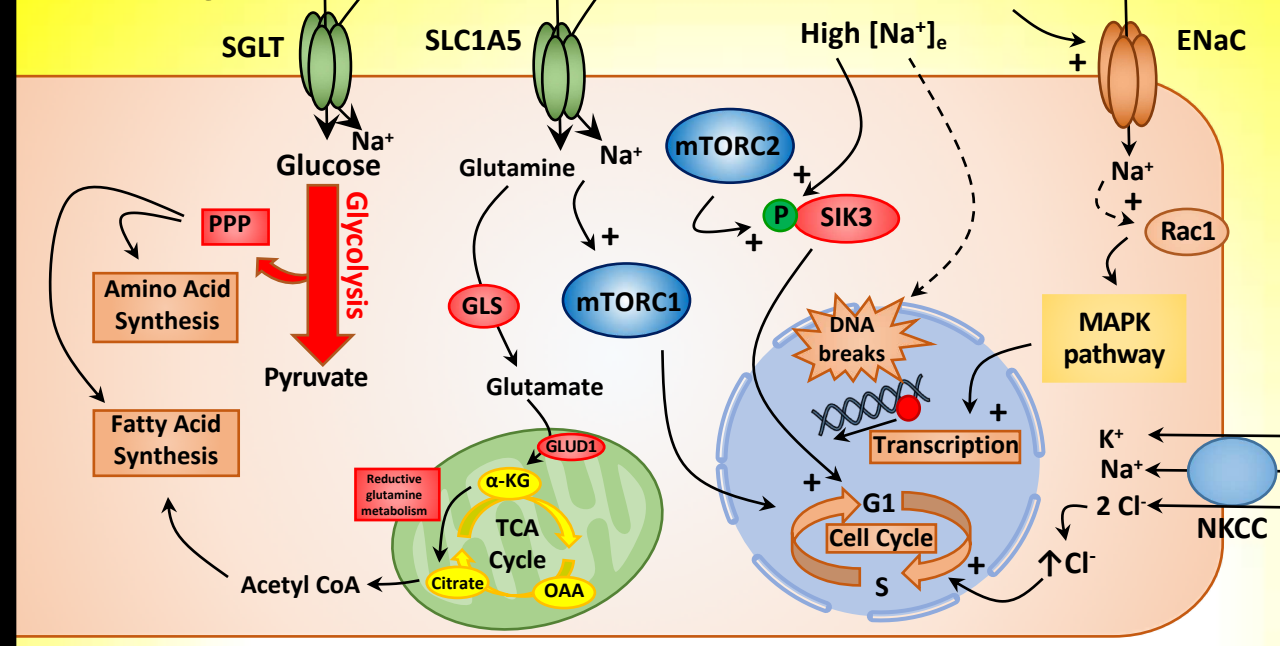 SGLT
SLC1A5
High [Na⁺]ₑ
ENaC
+
Na⁺
Glucose
Glutamine
Na⁺
mTORC2
+
P
SIK3
+
Na⁺
+
Rac1
PPP
Glycolysis
+
Amino Acid
Synthesis
GLS
mTORC1
DNA
breaks
MAPK
pathway
Pyruvate
Glutamate
+
Fatty Acid
Synthesis
GLUD1
Transcription
K⁺
Na⁺
2 Cl⁻
NKCC
Reductive
glutamine
metabolism
α-KG
TCA
Cycle
+
G1
Cell Cycle
S
+
↑Cl⁻
Acetyl CoA
Citrate
OAA